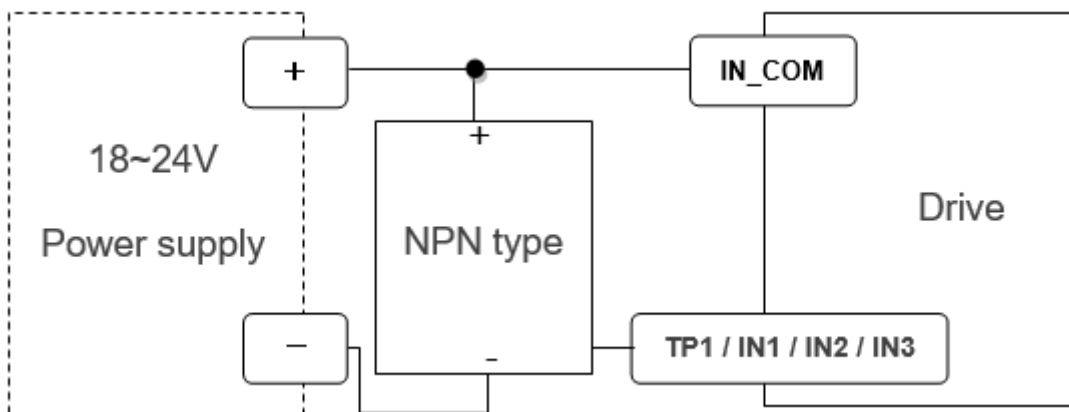 +
IN_COM
+
18~24V
Power supply
NPN type
Drive
−
-
TP1 / IN1 / IN2 / IN3